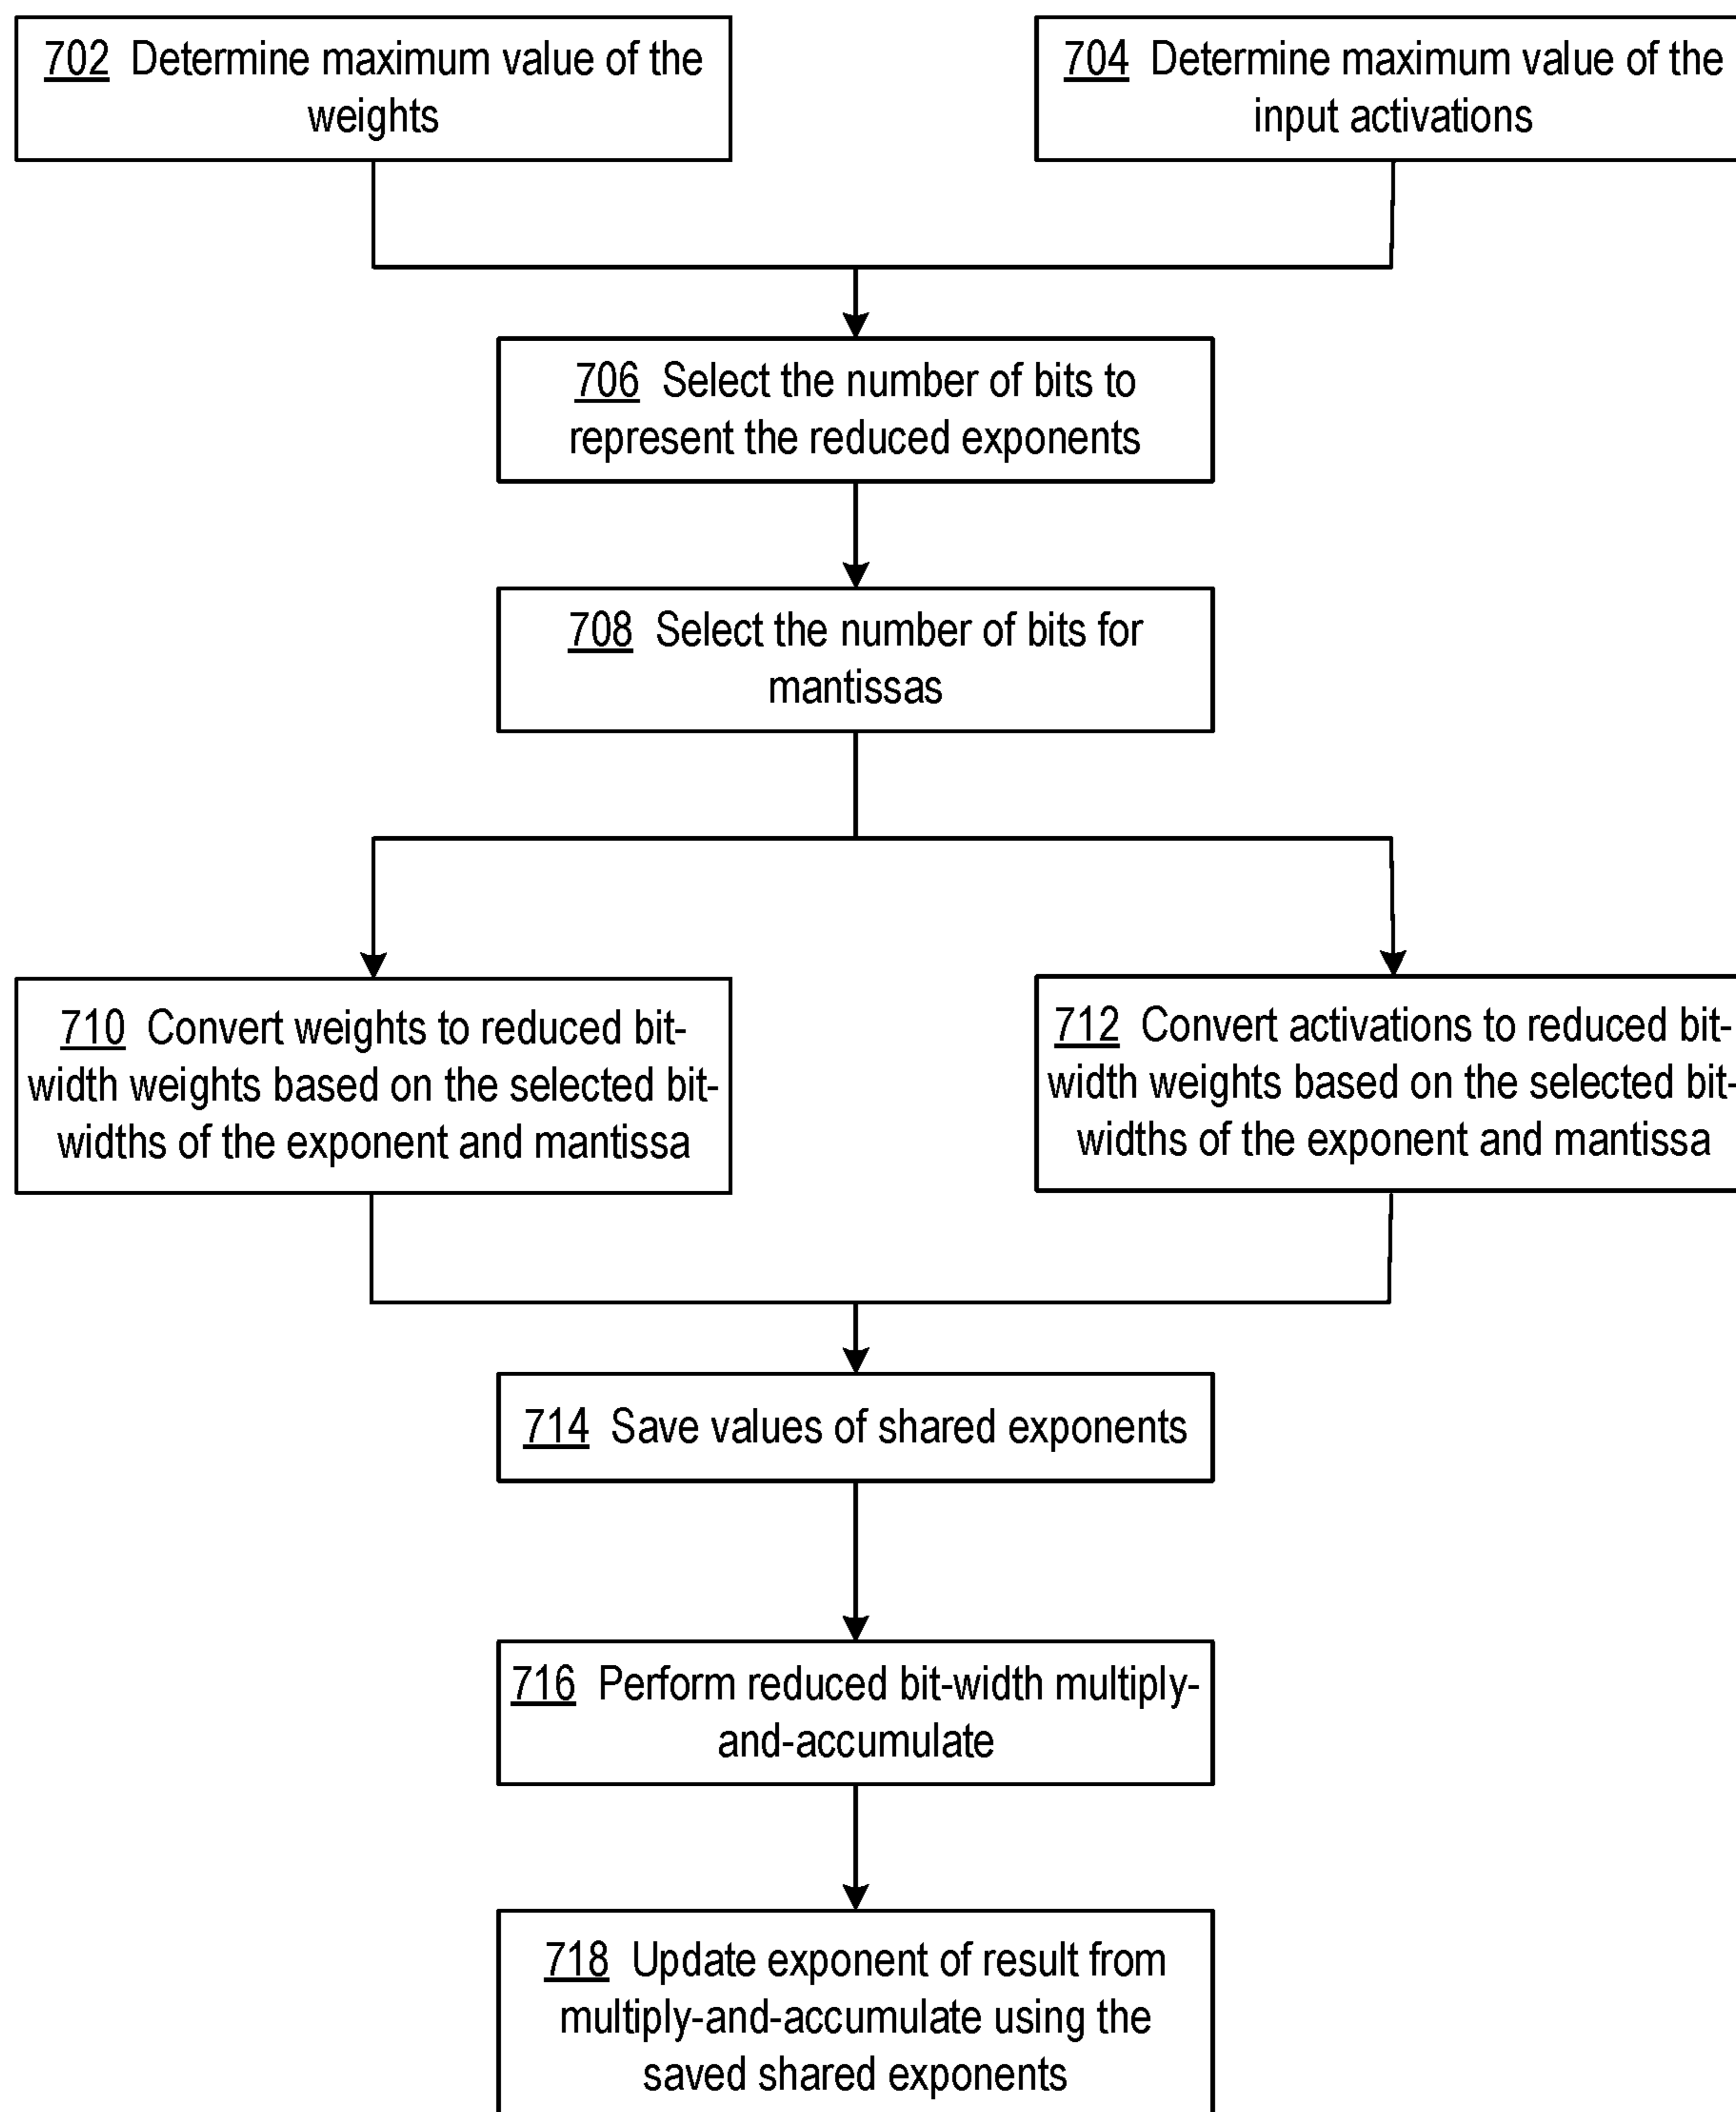 702 Determine maximum value of the
weights
704 Determine maximum value of the
input activations
706 Select the number of bits to
represent the reduced exponents
708 Select the number of bits for
mantissas
710 Convert weights to reduced bit-
width weights based on the selected bit-
widths of the exponent and mantissa
712 Convert activations to reduced bit-
width weights based on the selected bit-
widths of the exponent and mantissa
714 Save values of shared exponents
716 Perform reduced bit-width multiply-
and-accumulate
718 Update exponent of result from
multiply-and-accumulate using the
saved shared exponents